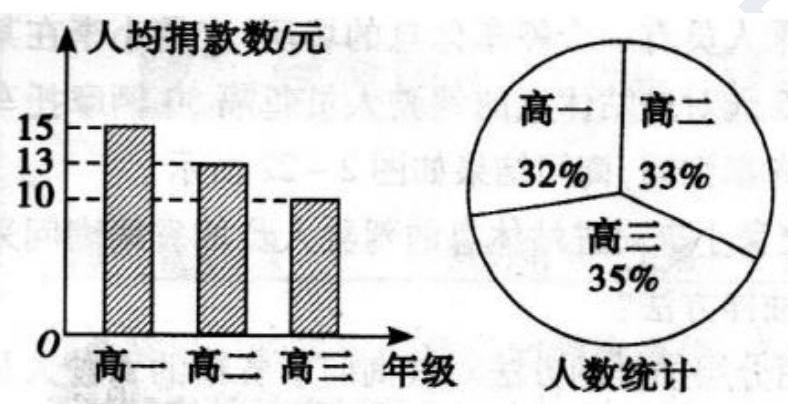 人均捐款数/元
15
13
10
O
高一 高二 高三 年级
高一 高二
32% 33%
高三
35%
人数统计